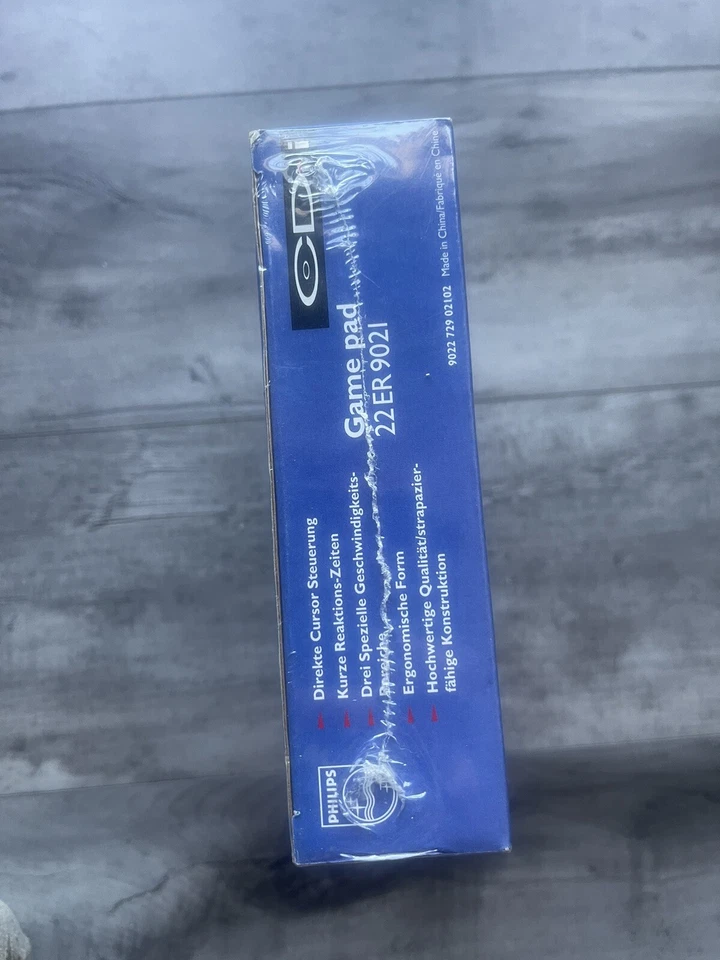 PHILIPS
Direkte Cursor Steuerung
Kurze Reaktions-Zeiten
Drei Spezielle Geschwindigkeits-
Bereiche
Ergonomische Form
Hochwertige Qualität/strapazier-
fähige Konstruktion
CD-i
Game pad
22 ER 9021
9022 729 02102 Made in China/Fabriqué en Chine